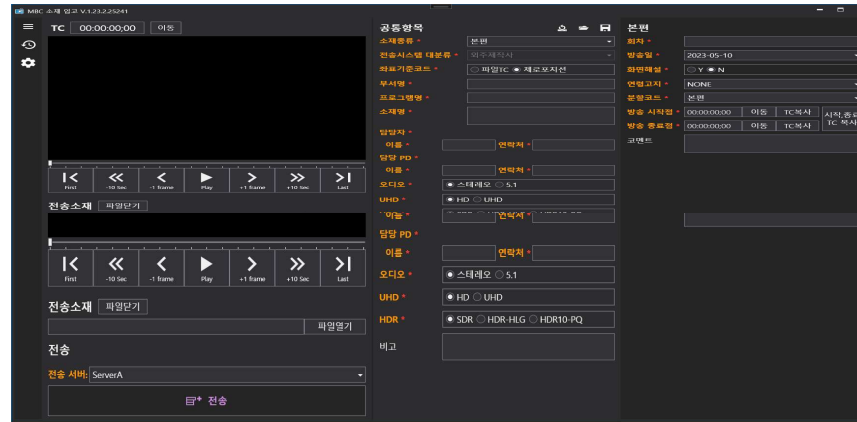 MBC 소재 입고 V.1.23.2.25241
TC 00:00:00;00 이동
First -10 Sec -1 frame Play +1 frame +10 Sec Last
전송소재 파일닫기
First -10 Sec -1 frame Play +1 frame +10 Sec Last
전송소재 파일닫기
파일열기
전송
전송 서버: ServerA
전송
공통항목
소재종류 * 본편
전송시스템 대분류 * 외주제작사
좌표기준코드 * 파일TC 제로포지션
부서명 *
프로그램명 *
소재명 *
담당자 *
이름 * 연락처 *
담당 PD *
이름 * 연락처 *
오디오 * 스테레오 5.1
UHD * HD UHD
이름 * 연락처 *
담당 PD *
이름 * 연락처 *
오디오 * 스테레오 5.1
UHD * HD UHD
HDR * SDR HDR-HLG HDR10-PQ
비고
본편
회차 *
방송일 * 2023-05-10
화면해설 * Y N
연령고지 * NONE
분할코드 * 본편
방송 시작점 * 00:00:00;00 이동 TC복사
방송 종료점 * 00:00:00;00 이동 TC복사
시작,종료
TC 복사
코멘트